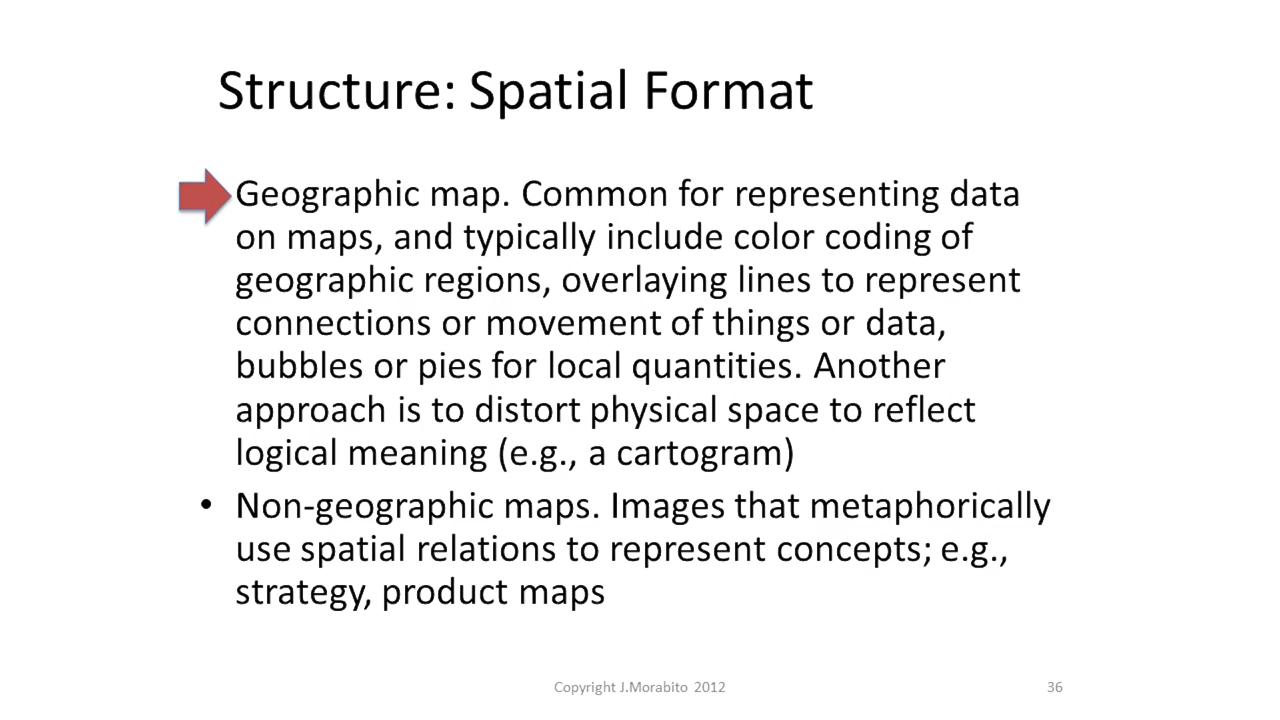 Structure: Spatial Format
Geographic map. Common for representing data
on maps, and typically include color coding of
geographic regions, overlaying lines to represent
connections or movement of things or data,
bubbles or pies for local quantities. Another
approach is to distort physical space to reflect
logical meaning (e.g., a cartogram)
• Non-geographic maps. Images that metaphorically
use spatial relations to represent concepts; e.g.,
strategy, product maps
Copyright J.Morabito 2012
36